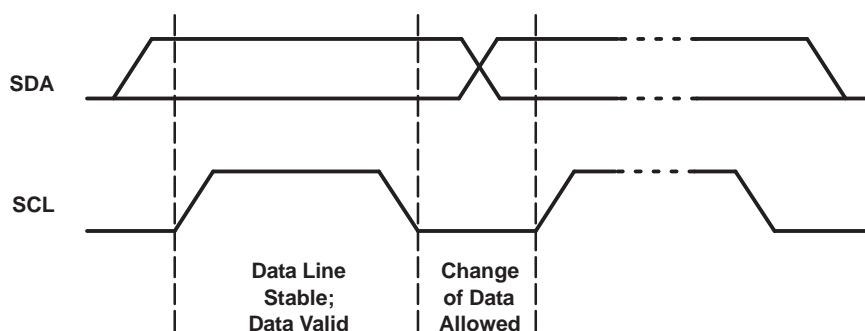 SDA
SCL
Data Line
Stable;
Data Valid
Change
of Data
Allowed